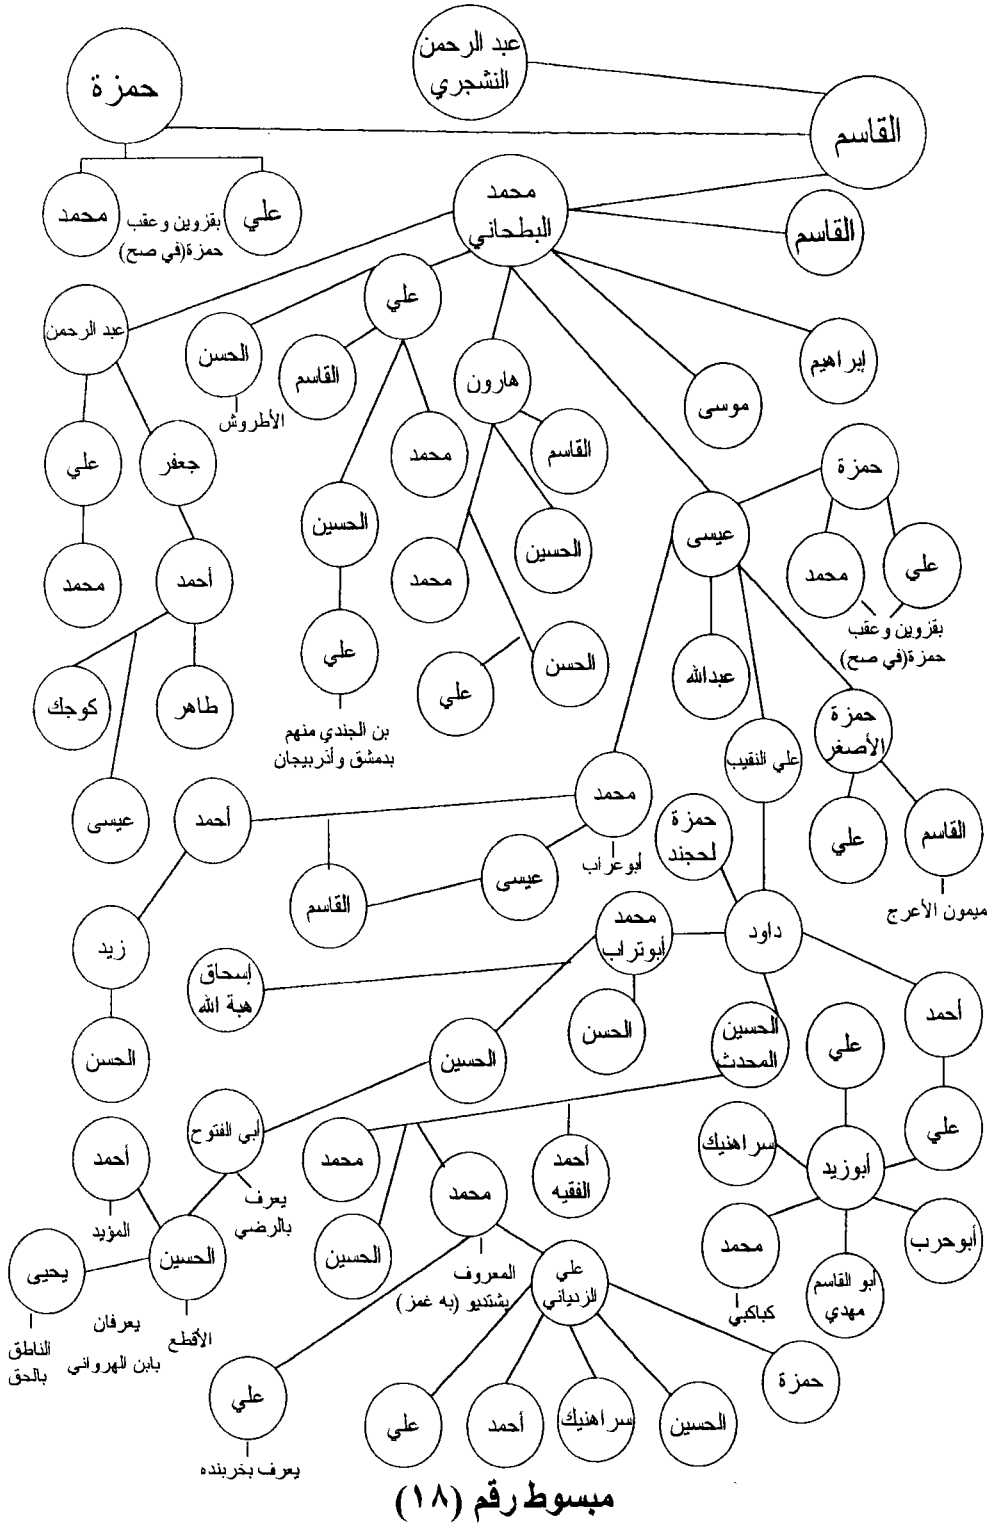 عبد الرحمن
النشجري
حمزة
القاسم
محمد
البطحاني
القاسم
علي
بقزوين وعقب
حمزة(في صح)
محمد
إبراهيم
موسى
علي
الحسن
الأطروش
القاسم
عبد الرحمن
هارون
القاسم
محمد
جعفر
علي
حمزة
عيسى
الحسين
الحسين
علي
محمد
بقزوين وعقب
حمزة(في صح)
محمد
أحمد
محمد
علي
بن الجندي منهم
بدمشق وأذربيجان
الحسن
علي
عبدالله
طاهر
كوجك
حمزة
الأصغر
علي النقيب
محمد
أبوعراب
أحمد
عيسى
القاسم
ميمون الأعرج
علي
حمزة
لحجند
عيسى
القاسم
داود
محمد
أبوتراب
زيد
إسحاق
هبة الله
أحمد
الحسن
الحسين
المحدث
علي
الحسين
الحسن
علي
أبوزيد
سراهنيك
أحمد
الفقيه
محمد
أبي الفتوح
يعرف
بالرضي
أحمد
المؤيد
محمد
المعروف
بشتديو (به غمز)
الحسين
الحسين
الأقطع
يحيى
الناطق
بالحق
يعرفان
بابن الهرواني
أبوحرب
أبو القاسم
مهدي
محمد
كباكبي
علي
الزدياني
حمزة
الحسين
سراهنيك
أحمد
علي
علي
يعرف بخربنده
مبسوط رقم (١٨)